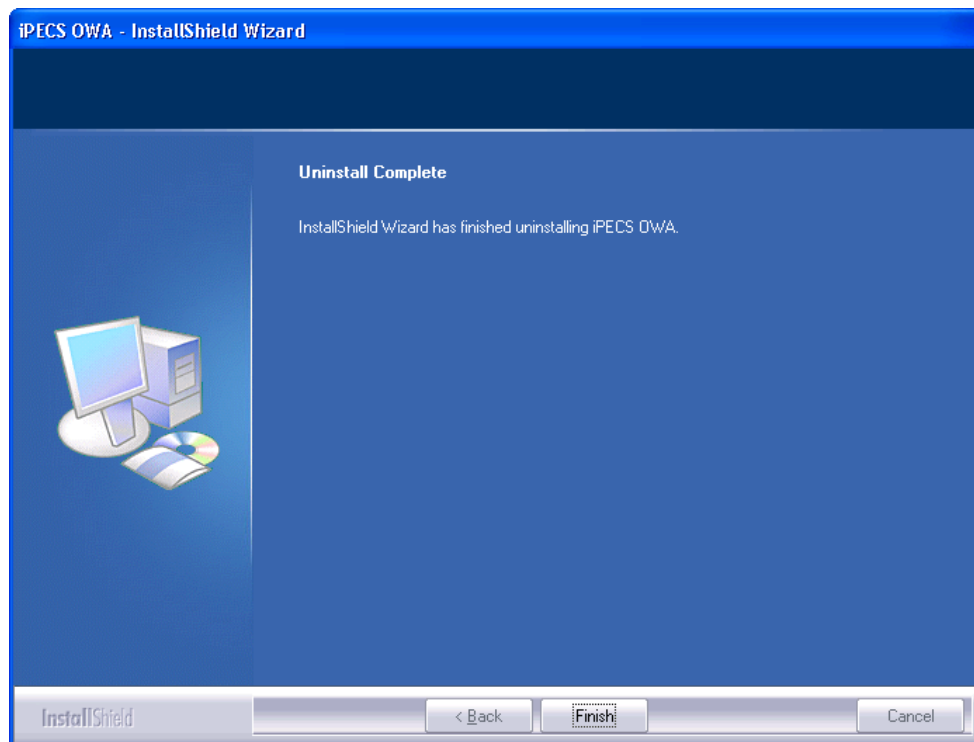 iPECS OWA - InstallShield Wizard
Uninstall Complete
InstallShield Wizard has finished uninstalling iPECS OWA.
InstallShield
< Back
Finish
Cancel